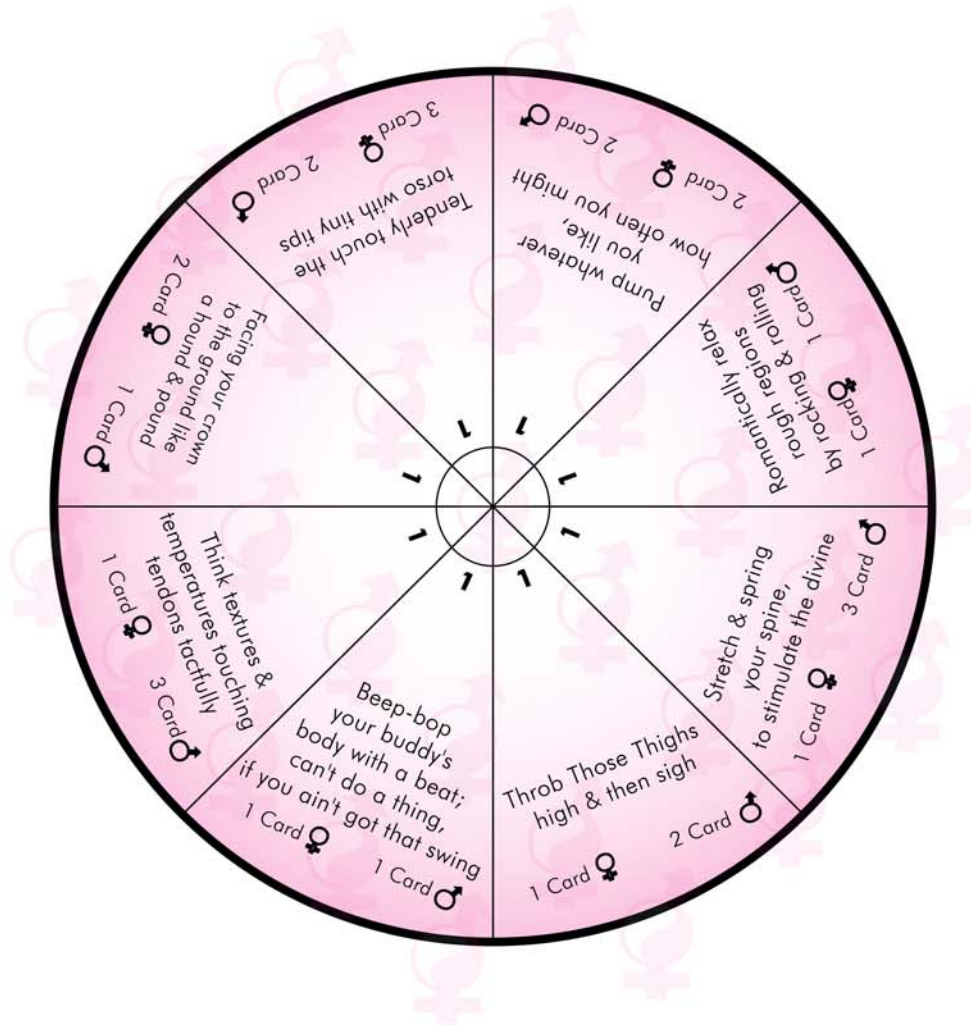 Pump whatever
you like,
how often you might
2 Card
2 Card
Romantically relax
rough regions
by rocking & rolling
1 Card
1 Card
Stretch & spring
your spine,
to stimulate the divine
1 Card
3 Card
Throb Those Thighs
high & then sigh
1 Card
2 Card
Beep-bop
your buddy's
body with a beat;
can't do a thing,
if you ain't got that swing
1 Card
1 Card
Think textures &
temperatures touching
tendons tactfully
1 Card
3 Card
Facing your crown
to the ground like
a hound & pound
2 Card
1 Card
Tenderly touch the
torso with tiny tips
3 Card
2 Card
1
1
1
1
1
1
1
1